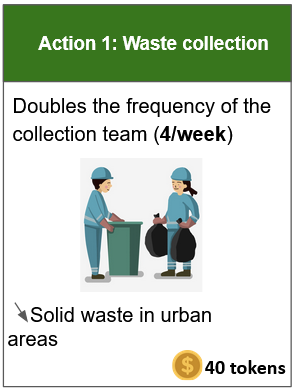 Action 1: Waste collection
Doubles the frequency of the
collection team (4/week)
Solid waste in urban
areas
$ 40 tokens